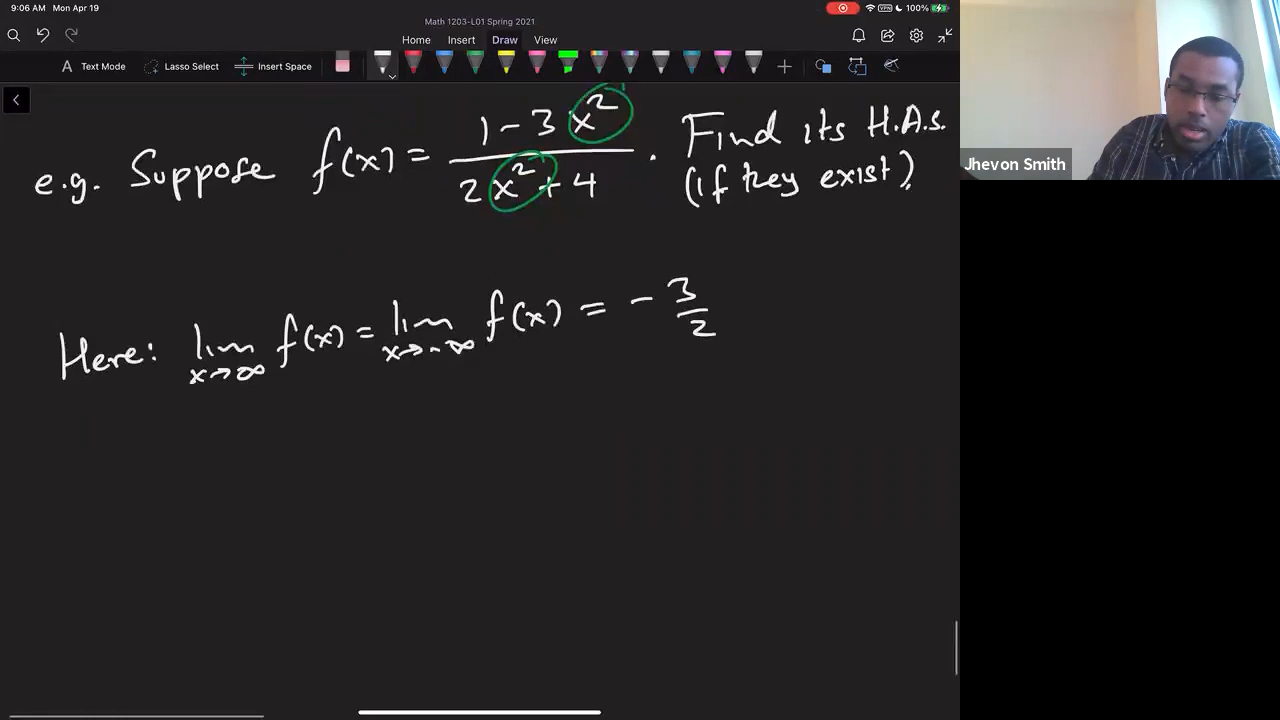 9:06 AM Mon Apr 19
VPN 100%
Math 1203-L01 Spring 2021
Home Insert Draw View
A Text Mode Lasso Select Insert Space
e.g. Suppose f(x) = (1 - 3x²)/(2x² + 4). Find its H.A.s.
(if they exist).
Jhevon Smith
Here: lim x→∞ f(x) = lim x→-∞ f(x) = -3/2